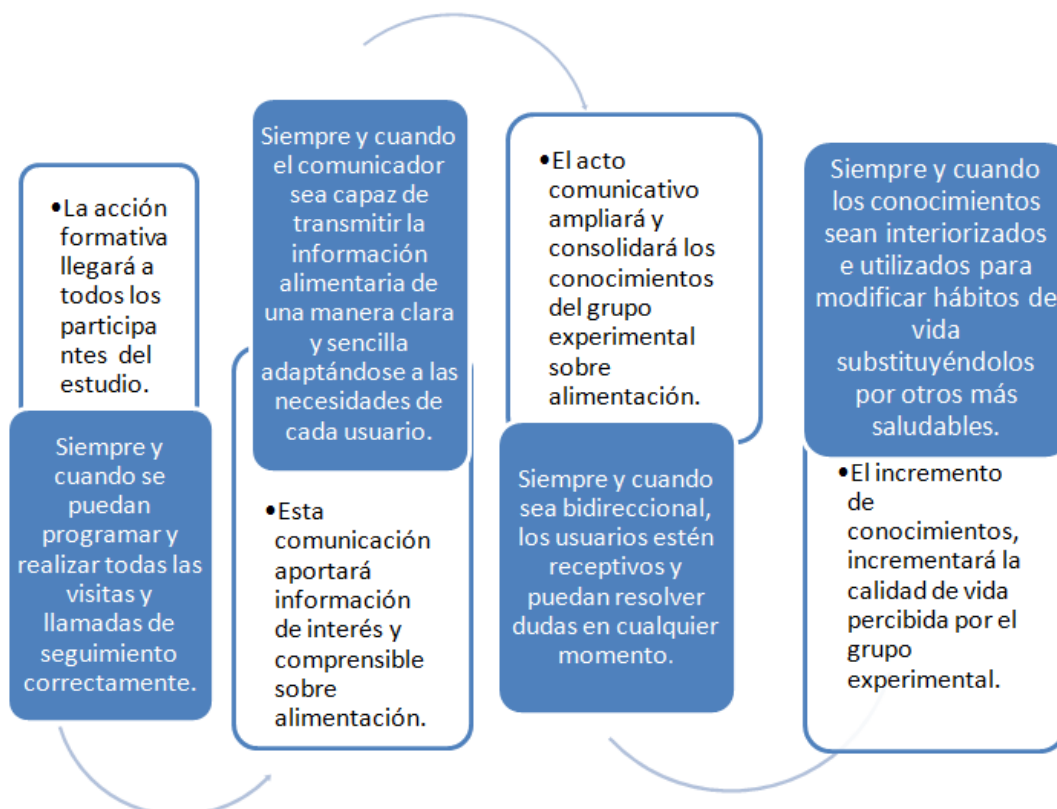 •La acción
formativa
llegará a
todos los
participa
ntes del
estudio.
Siempre y
cuando se
puedan
programar y
realizar todas las
visitas y
llamadas de
seguimiento
correctamente.
Siempre y cuando
el comunicador
sea capaz de
transmitir la
información
alimentaria de
una manera clara
y sencilla
adaptándose a las
necesidades de
cada usuario.
•Esta
comunicación
aportará
información
de interés y
comprensible
sobre
alimentación.
•El acto
comunicativo
ampliará y
consolidará los
conocimientos
del grupo
experimental
sobre
alimentación.
Siempre y cuando
sea bidireccional,
los usuarios estén
receptivos y
puedan resolver
dudas en cualquier
momento.
Siempre y cuando
los conocimientos
sean interiorizados
e utilizados para
modificar hábitos de
vida
substituyéndolos
por otros más
saludables.
•El incremento
de
conocimientos,
incrementará la
calidad de vida
percibida por el
grupo
experimental.